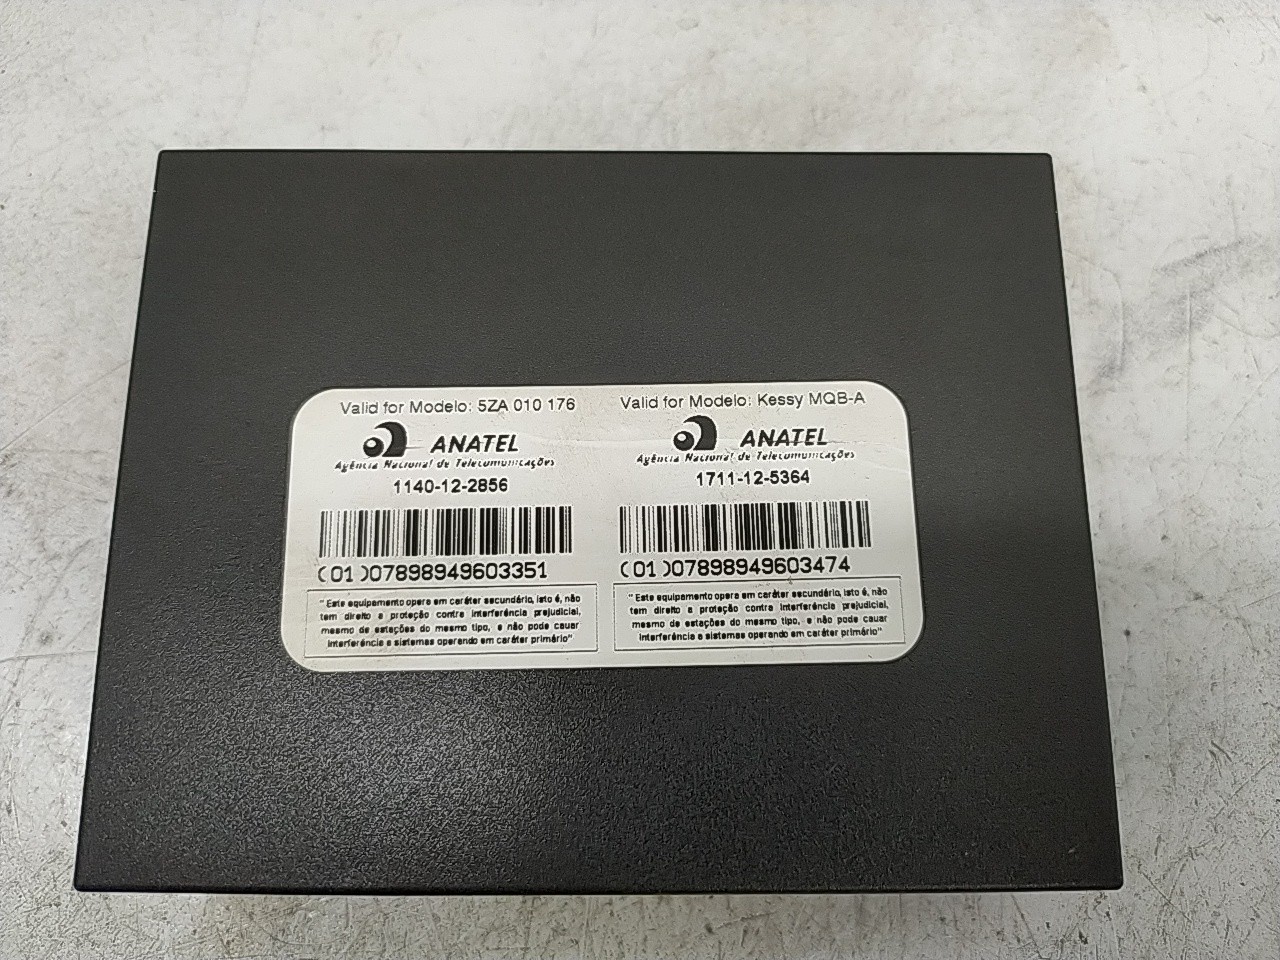 Valid for Modelo: 5ZA 010 176
ANATEL
Agência Nacional de Telecomunicações
1140-12-2856
(01)07898949603351
"Este equipamento opera em caráter secundário, isto é, não
tem direito a proteção contra interferência prejudicial,
mesmo de estações do mesmo tipo, e não pode cauar
interferência a sistemas operando em caráter primário"
Valid for Modelo: Kessy MQB-A
ANATEL
Agência Nacional de Telecomunicações
1711-12-5364
(01)07898949603474
"Este equipamento opera em caráter secundário, isto é, não
tem direito a proteção contra interferência prejudicial,
mesmo de estações do mesmo tipo, e não pode cauar
interferência a sistemas operando em caráter primário"